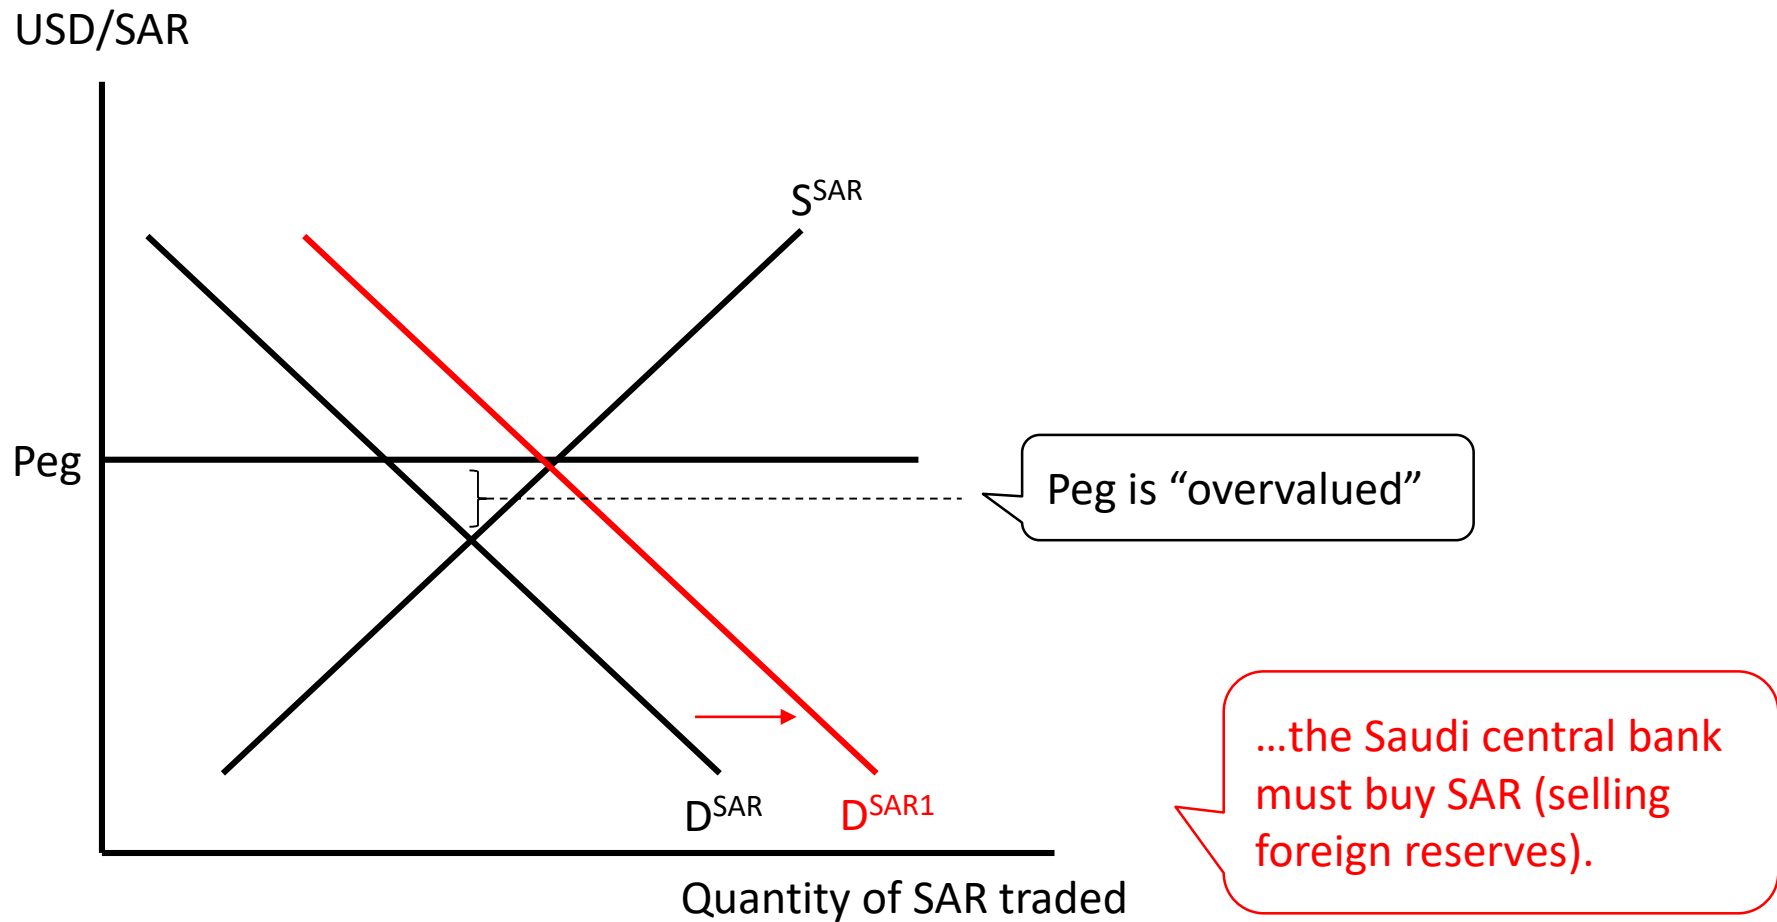 USD/SAR
S^SAR
Peg
Peg is “overvalued”
…the Saudi central bank
must buy SAR (selling
foreign reserves).
D^SAR
D^SAR1
Quantity of SAR traded